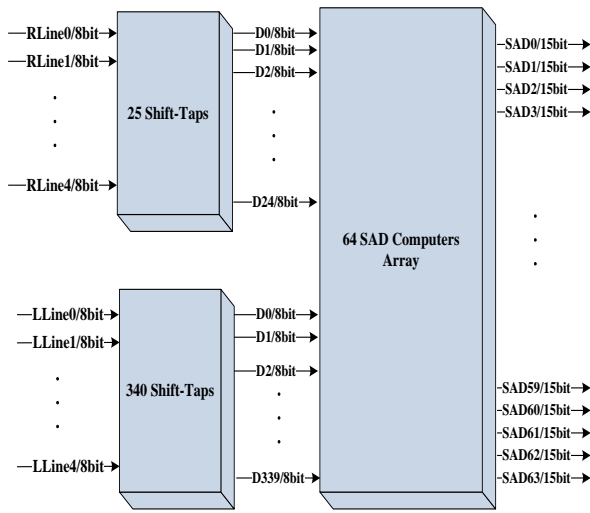 RLine0/8bit
RLine1/8bit
RLine4/8bit
25 Shift-Taps
D0/8bit
D1/8bit
D2/8bit
D24/8bit
LLine0/8bit
LLine1/8bit
LLine4/8bit
340 Shift-Taps
D0/8bit
D1/8bit
D2/8bit
D339/8bit
64 SAD Computers
Array
SAD0/15bit
SAD1/15bit
SAD2/15bit
SAD3/15bit
SAD59/15bit
SAD60/15bit
SAD61/15bit
SAD62/15bit
SAD63/15bit